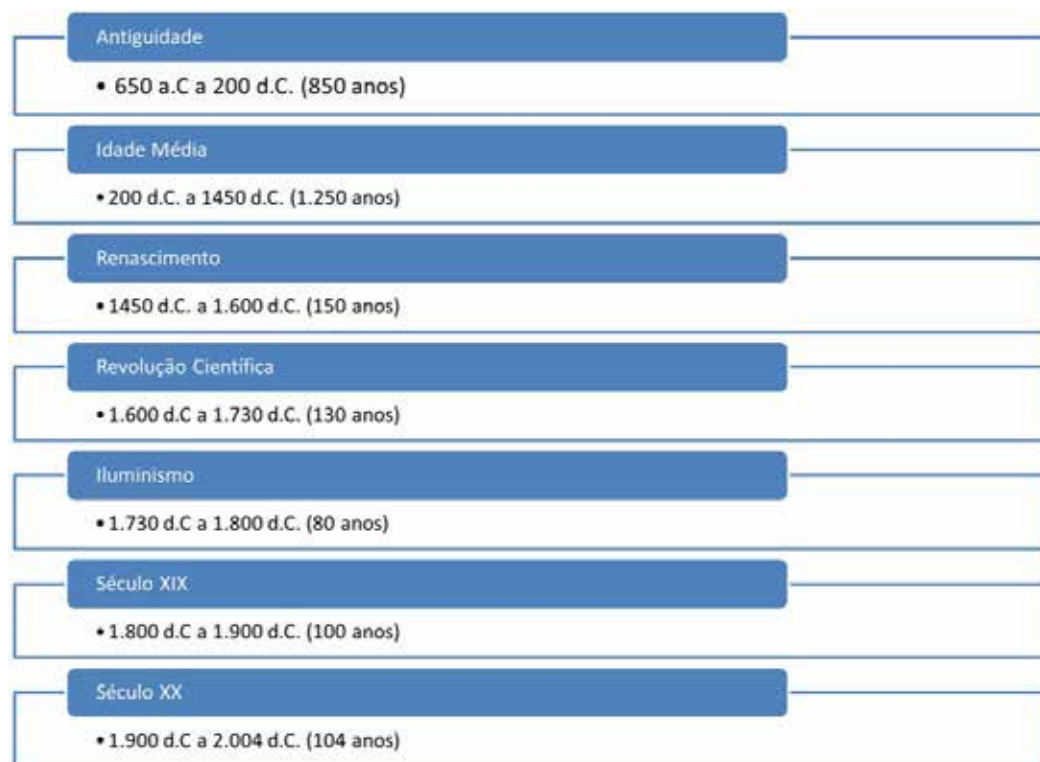 Antiguidade
• 650 a.C a 200 d.C. (850 anos)
Idade Média
• 200 d.C. a 1450 d.C. (1.250 anos)
Renascimento
• 1450 d.C. a 1.600 d.C. (150 anos)
Revolução Científica
• 1.600 d.C a 1.730 d.C. (130 anos)
Iluminismo
• 1.730 d.C a 1.800 d.C. (80 anos)
Século XIX
• 1.800 d.C a 1.900 d.C. (100 anos)
Século XX
• 1.900 d.C a 2.004 d.C. (104 anos)